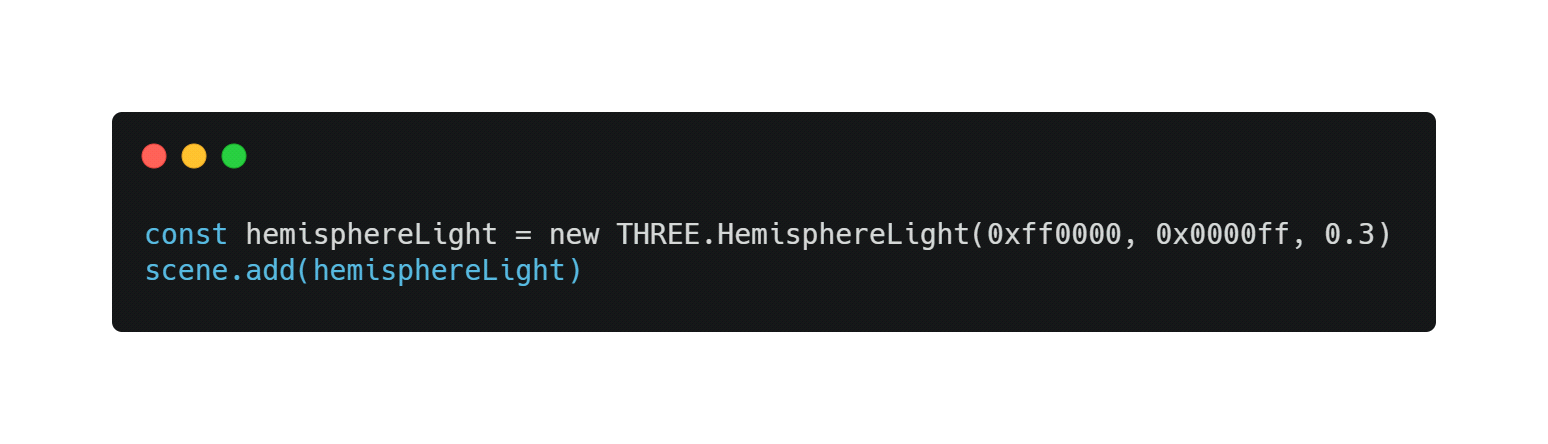 const hemisphereLight = new THREE.HemisphereLight(0xff0000, 0x0000ff, 0.3)
scene.add(hemisphereLight)